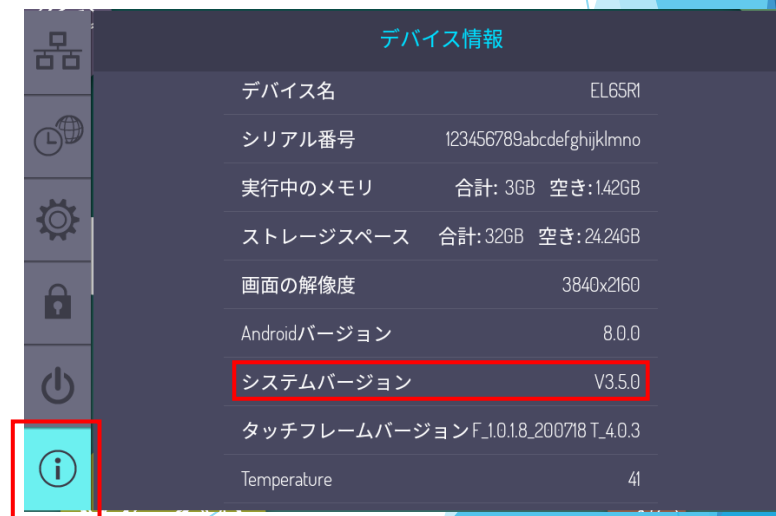 デバイス情報
デバイス名 EL65R1
シリアル番号 123456789abcdefghijklmno
実行中のメモリ 合計: 3GB 空き:1.42GB
ストレージスペース 合計:32GB 空き:24.24GB
画面の解像度 3840x2160
Androidバージョン 8.0.0
システムバージョン V3.5.0
タッチフレームバージョン F_1.0.1.8_200718 T_4.0.3
Temperature 41